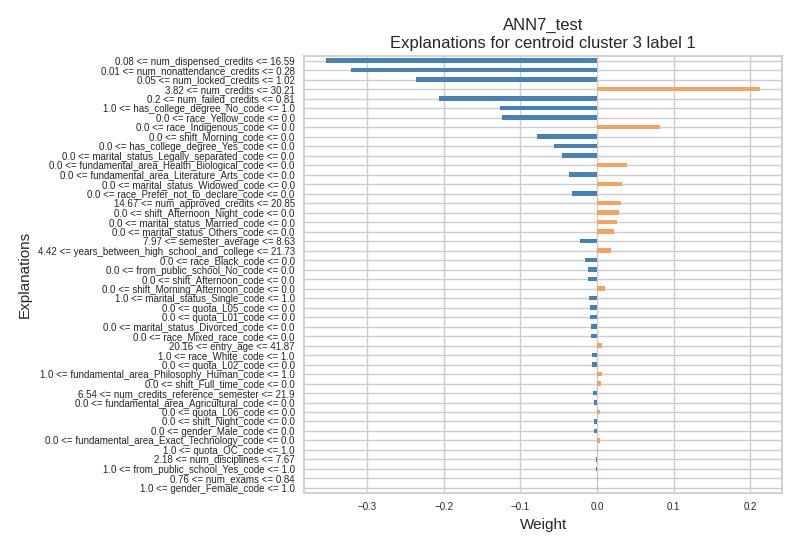 ANN7_test
Explanations for centroid cluster 3 label 1
0.08 <= num_dispensed_credits <= 16.59
0.01 <= num_nonattendance_credits <= 0.28
0.05 <= num_locked_credits <= 1.02
3.82 <= num_credits <= 30.21
0.2 <= num_failed_credits <= 0.81
1.0 <= has_college_degree_No_code <= 1.0
0.0 <= race_Yellow_code <= 0.0
0.0 <= race_Indigenous_code <= 0.0
0.0 <= shift_Morning_code <= 0.0
0.0 <= has_college_degree_Yes_code <= 0.0
0.0 <= marital_status_Legally_separated_code <= 0.0
0.0 <= fundamental_area_Health_Biological_code <= 0.0
0.0 <= fundamental_area_Literature_Arts_code <= 0.0
0.0 <= marital_status_Widowed_code <= 0.0
0.0 <= race_Prefer_not_to_declare_code <= 0.0
14.67 <= num_approved_credits <= 20.85
0.0 <= shift_Afternoon_Night_code <= 0.0
0.0 <= marital_status_Married_code <= 0.0
0.0 <= marital_status_Others_code <= 0.0
7.97 <= semester_average <= 8.63
4.42 <= years_between_high_school_and_college <= 21.73
0.0 <= race_Black_code <= 0.0
0.0 <= from_public_school_No_code <= 0.0
0.0 <= shift_Afternoon_code <= 0.0
0.0 <= shift_Morning_Afternoon_code <= 0.0
1.0 <= marital_status_Single_code <= 1.0
0.0 <= quota_L05_code <= 0.0
0.0 <= quota_L01_code <= 0.0
0.0 <= marital_status_Divorced_code <= 0.0
0.0 <= race_Mixed_race_code <= 0.0
20.16 <= entry_age <= 41.87
1.0 <= race_White_code <= 1.0
0.0 <= quota_L02_code <= 0.0
1.0 <= fundamental_area_Philosophy_Human_code <= 1.0
0.0 <= shift_Full_time_code <= 0.0
6.54 <= num_credits_reference_semester <= 21.9
0.0 <= fundamental_area_Agricultural_code <= 0.0
0.0 <= quota_L06_code <= 0.0
0.0 <= shift_Night_code <= 0.0
0.0 <= gender_Male_code <= 0.0
0.0 <= fundamental_area_Exact_Technology_code <= 0.0
1.0 <= quota_OC_code <= 1.0
2.18 <= num_disciplines <= 7.67
1.0 <= from_public_school_Yes_code <= 1.0
0.76 <= num_exams <= 0.84
1.0 <= gender_Female_code <= 1.0
Explanations
−0.3 −0.2 −0.1 0.0 0.1 0.2
Weight